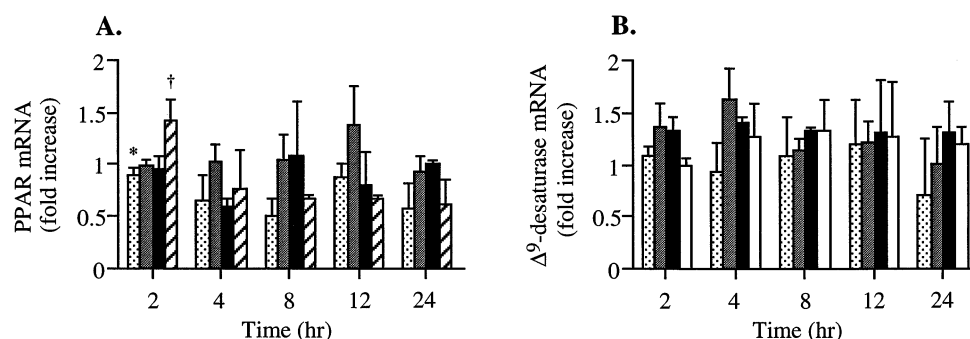 A.
PPAR mRNA
(fold increase)
2
1.5
1
0.5
0
*
†
2 4 8 12 24
Time (hr)
B.
Δ9-desaturase mRNA
(fold increase)
2
1.5
1
0.5
0
2 4 8 12 24
Time (hr)